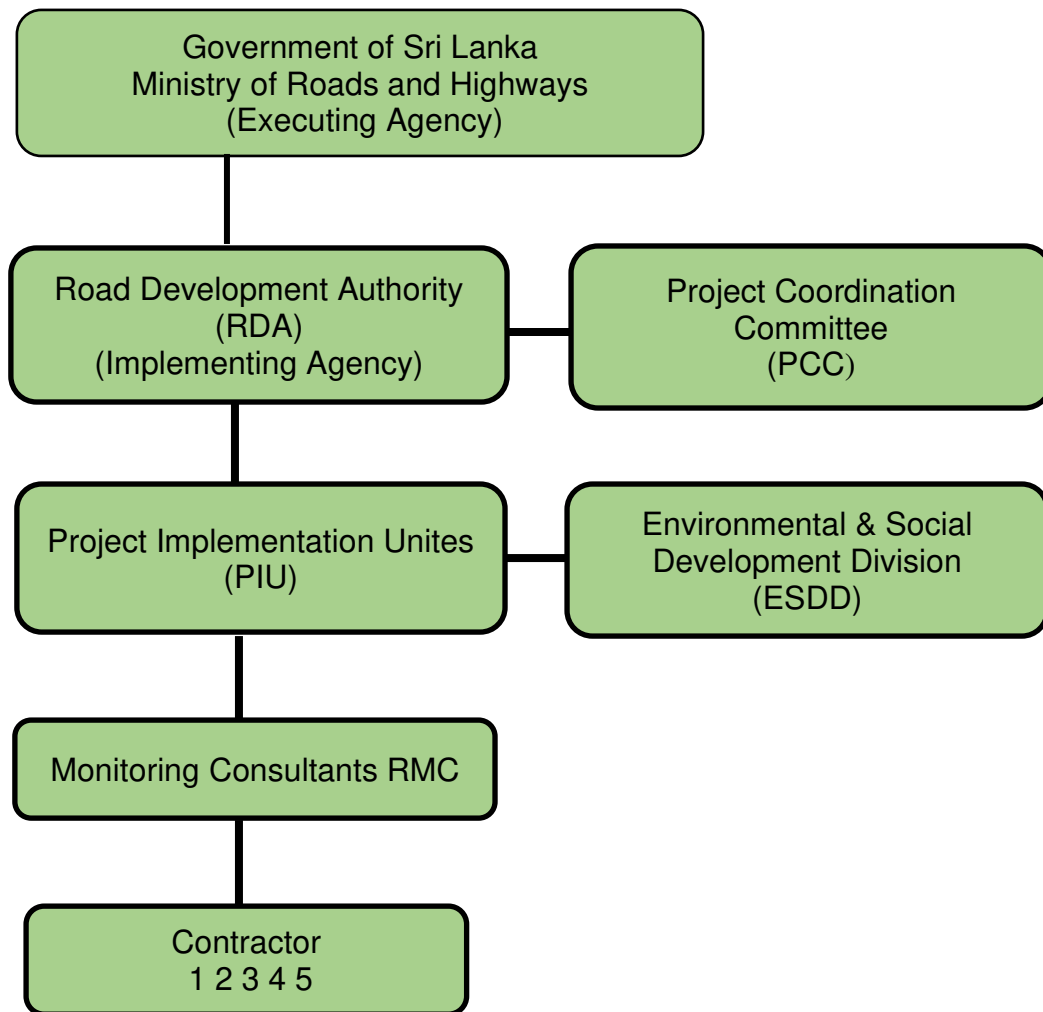 Government of Sri Lanka
Ministry of Roads and Highways
(Executing Agency)
Road Development Authority
(RDA)
(Implementing Agency)
Project Coordination
Committee
(PCC)
Project Implementation Unites
(PIU)
Environmental & Social
Development Division
(ESDD)
Monitoring Consultants RMC
Contractor
1 2 3 4 5